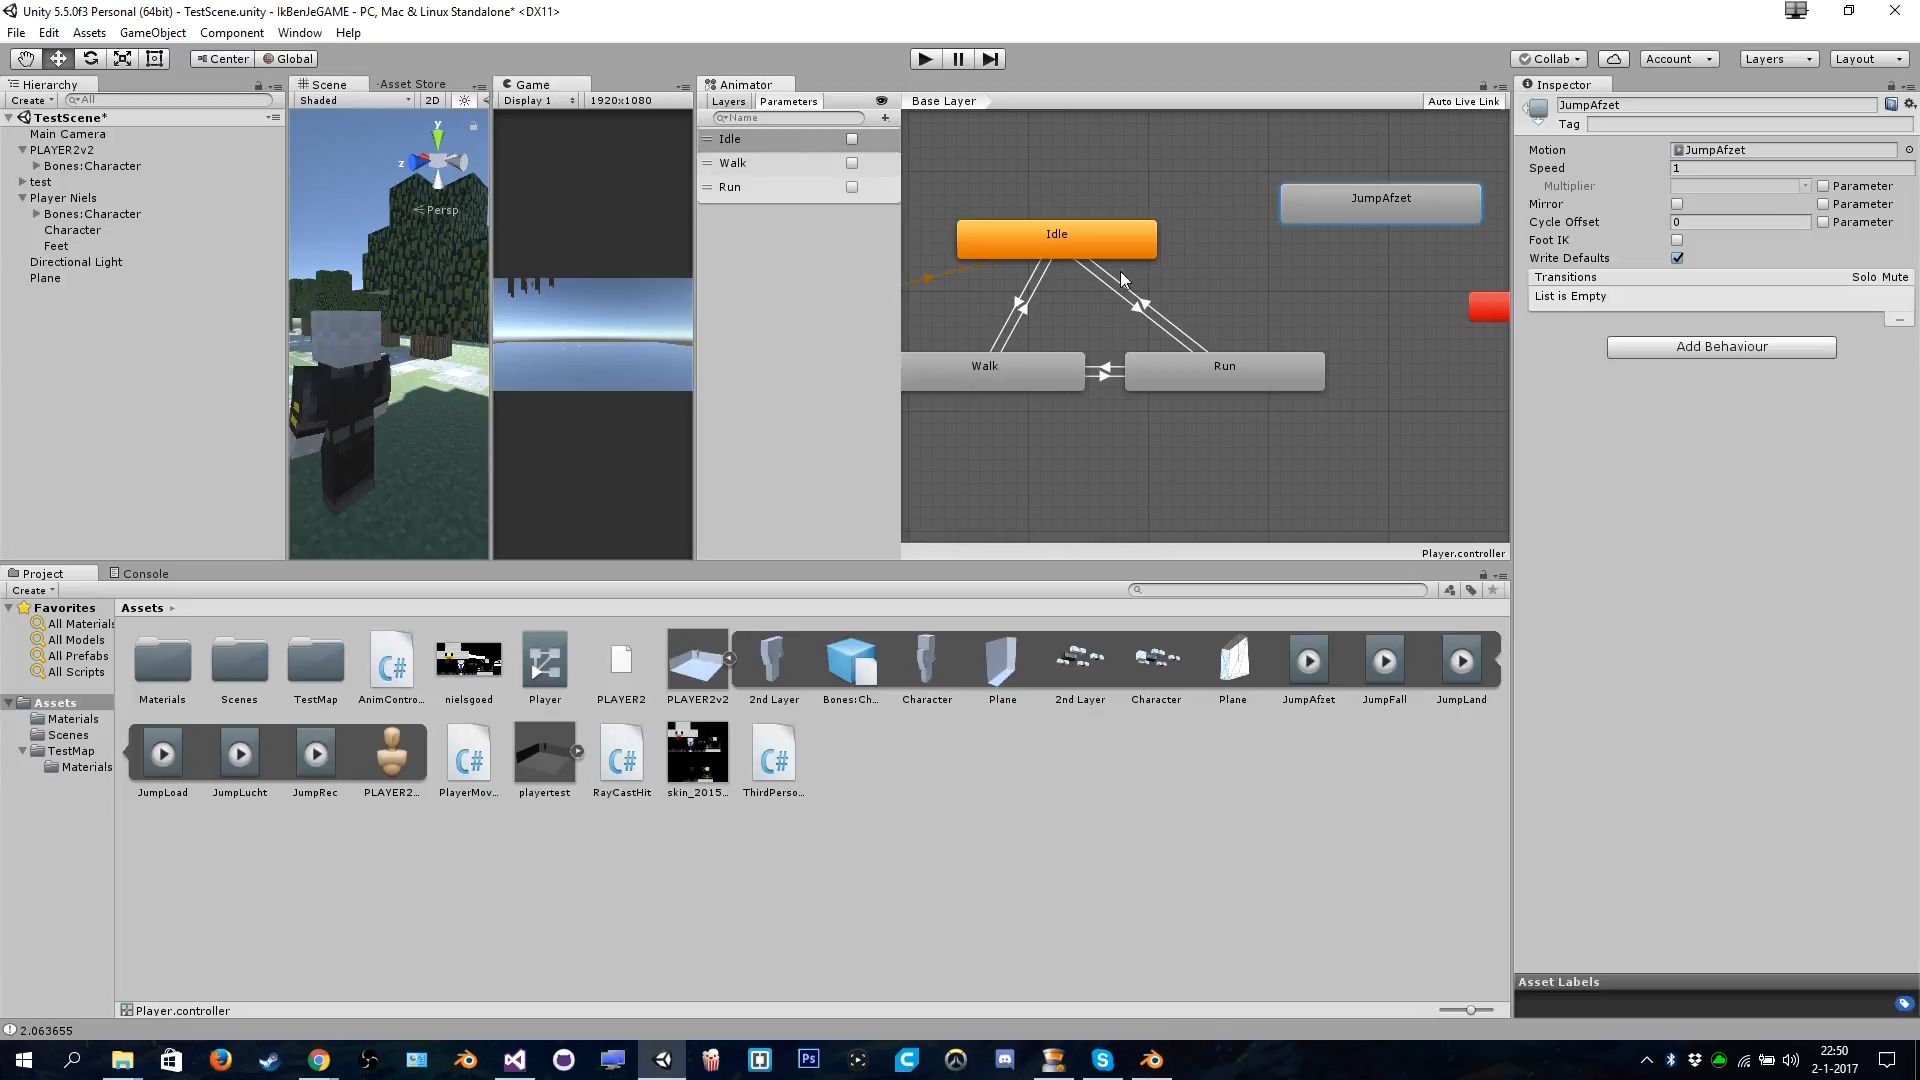 Unity 5.5.0f3 Personal (64bit) - TestScene.unity - IkBenJeGAME - PC, Mac & Linux Standalone* <DX11>
File Edit Assets GameObject Component Window Help
Center Global
Collab Account Layers Layout
Hierarchy
Create All
TestScene*
Main Camera
PLAYER2v2
Bones:Character
test
Player Niels
Bones:Character
Character
Feet
Directional Light
Plane
Scene Asset Store
Shaded 2D
y
z
Persp
Game
Display 1 1920x1080
Animator
Layers Parameters
Name
Idle
Walk
Run
Base Layer Auto Live Link
JumpAfzet
Idle
Walk Run
Player.controller
Inspector
JumpAfzet
Tag
Motion JumpAfzet
Speed 1
Multiplier Parameter
Mirror Parameter
Cycle Offset 0 Parameter
Foot IK
Write Defaults
Transitions Solo Mute
List is Empty
Add Behaviour
Asset Labels
Project Console
Create
Favorites
All Materials
All Models
All Prefabs
All Scripts
Assets
Materials
Scenes
TestMap
Materials
Assets
Materials Scenes TestMap AnimContro... nielsgoed Player PLAYER2 PLAYER2v2 2nd Layer Bones:Ch... Character Plane 2nd Layer Character Plane JumpAfzet JumpFall JumpLand
JumpLoad JumpLucht JumpRec PLAYER2... PlayerMov... playertest RayCastHit skin_2015... ThirdPerso...
Player.controller
2.063655
22:50
2-1-2017